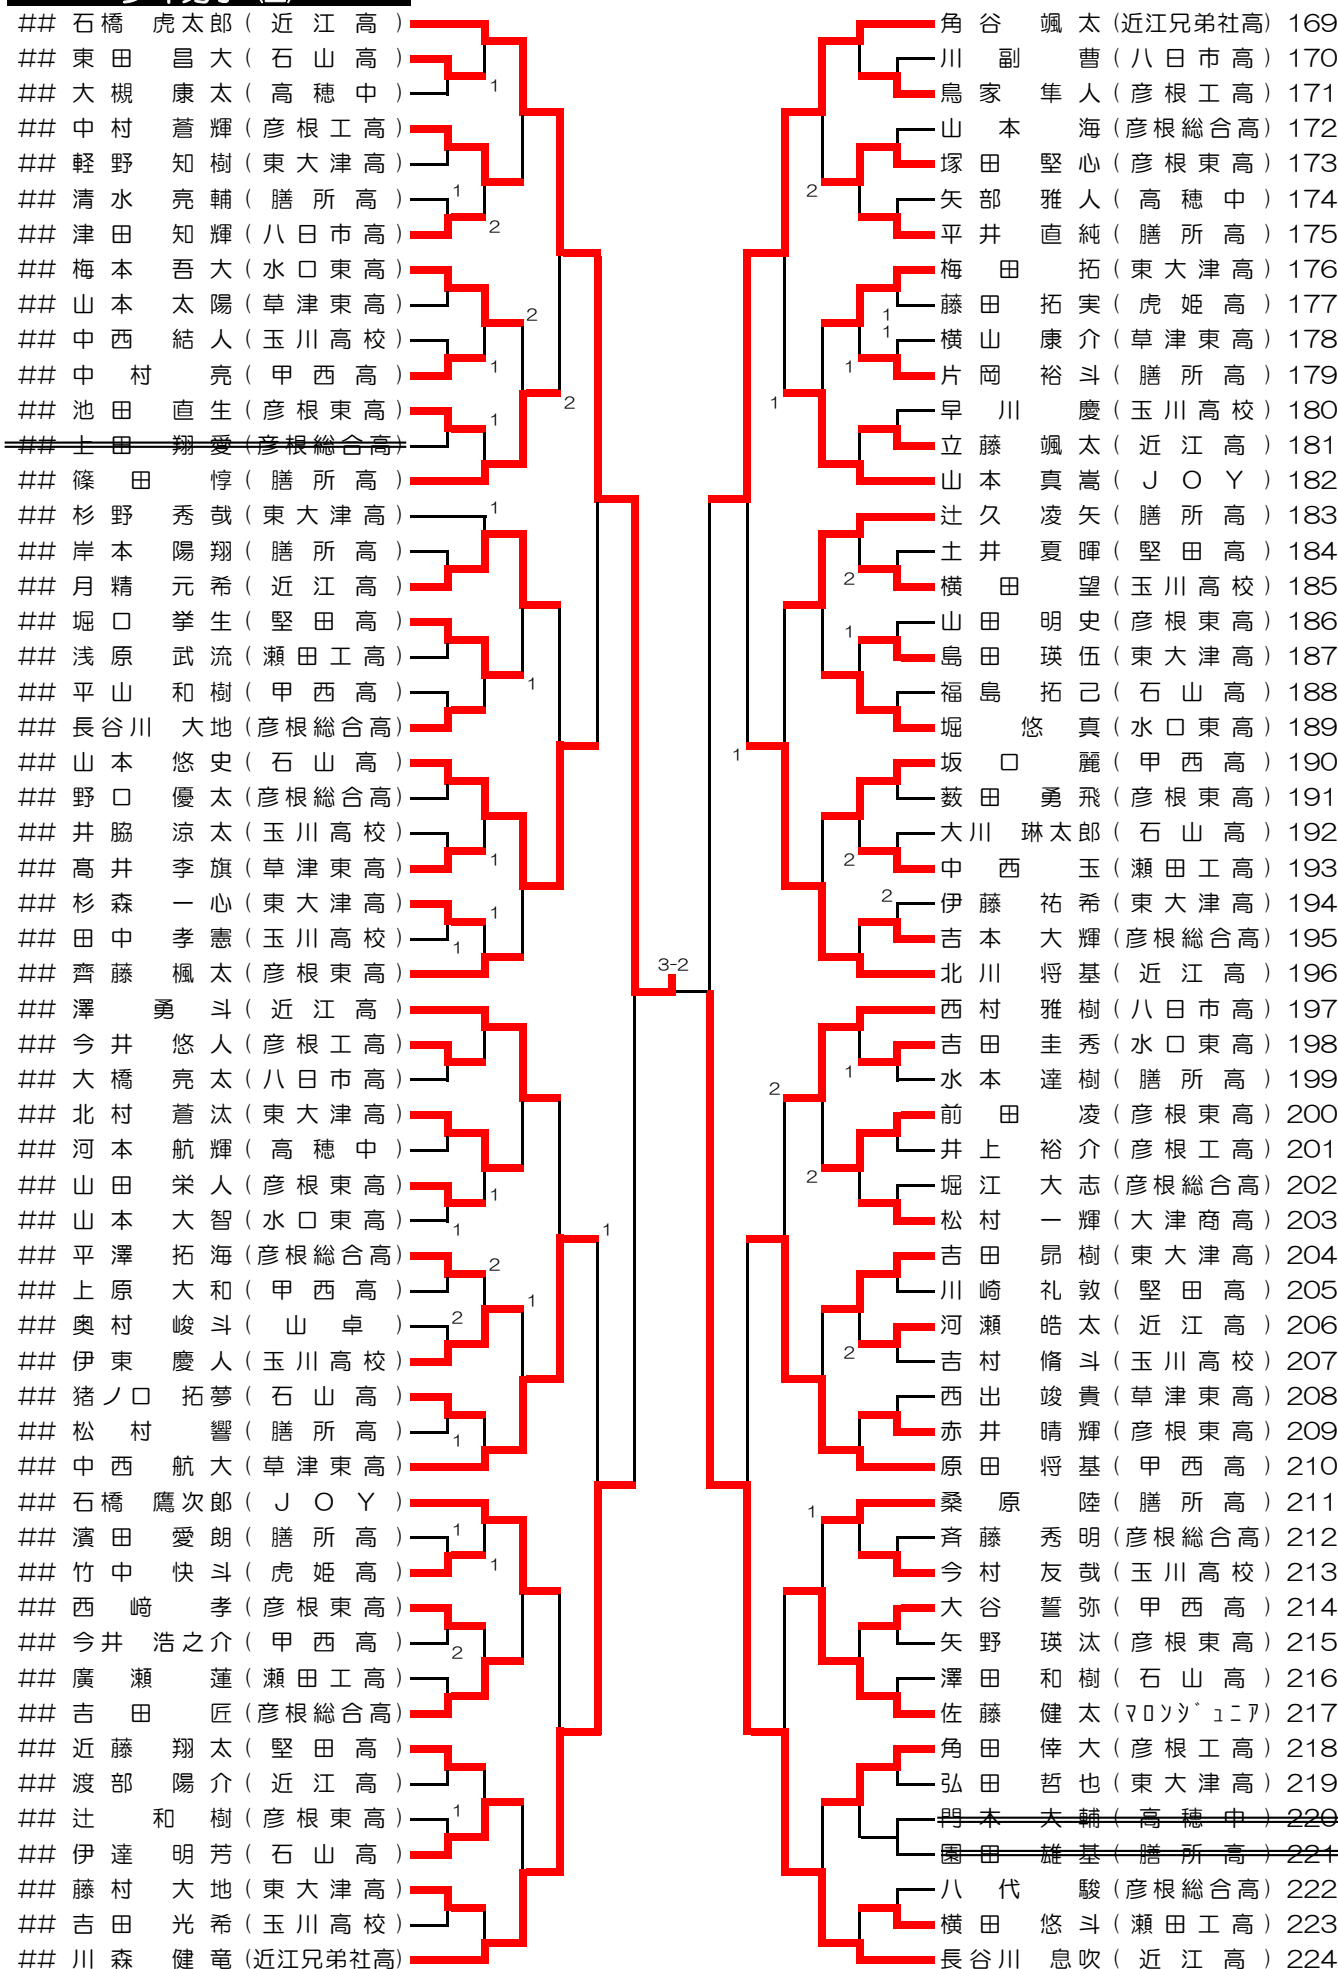 ## 石橋 虎太郎 ( 近江高 )
## 東田 昌大 ( 石山高 )
## 大槻 康太 ( 高穂中 )
1
## 中村 蒼輝 (彦根工高)
## 軽野 知樹 (東大津高)
## 清水 亮輔 ( 膳所高 )
1
## 津田 知輝 (八日市高)
2
## 梅本 吾大 (水口東高)
## 山本 太陽 (草津東高)
2
## 中西 結人 (玉川高校)
1
## 中村 亮 ( 甲西高 )
2
## 池田 直生 (彦根東高)
1
## 上田 翔愛 (彦根総合高)
## 篠田 惇 ( 膳所高 )
## 杉野 秀哉 (東大津高)
1
## 岸本 陽翔 ( 膳所高 )
## 月精 元希 ( 近江高 )
## 堀口 挙生 ( 堅田高 )
## 浅原 武流 (瀬田工高)
## 平山 和樹 ( 甲西高 )
1
## 長谷川 大地 (彦根総合高)
## 山本 悠史 ( 石山高 )
## 野口 優太 (彦根総合高)
## 井脇 涼太 (玉川高校)
1
## 髙井 李旗 (草津東高)
## 杉森 一心 (東大津高)
1
## 田中 孝憲 (玉川高校)
1
## 齊藤 楓太 (彦根東高)
3-2
## 澤 勇斗 ( 近江高 )
## 今井 悠人 (彦根工高)
## 大橋 亮太 (八日市高)
## 北村 蒼汰 (東大津高)
## 河本 航輝 ( 高穂中 )
## 山田 栄人 (彦根東高)
1
## 山本 大智 (水口東高)
1
1
## 平澤 拓海 (彦根総合高)
2
## 上原 大和 ( 甲西高 )
1
## 奥村 峻斗 ( 山卓 )
2
## 伊東 慶人 (玉川高校)
## 猪ノ口 拓夢 ( 石山高 )
## 松村 響 ( 膳所高 )
1
## 中西 航大 (草津東高)
## 石橋 鷹次郎 ( JOY )
## 濱田 愛朗 ( 膳所高 )
1
## 竹中 快斗 ( 虎姫高 )
1
## 西﨑 孝 (彦根東高)
## 今井 浩之介 ( 甲西高 )
2
## 廣瀬 蓮 (瀬田工高)
## 吉田 匠 (彦根総合高)
## 近藤 翔太 ( 堅田高 )
## 渡部 陽介 ( 近江高 )
## 辻 和樹 (彦根東高)
1
## 伊達 明芳 ( 石山高 )
## 藤村 大地 (東大津高)
## 吉田 光希 (玉川高校)
## 川森 健竜 (近江兄弟社高)
角谷 颯太 (近江兄弟社高) 169
川副 曹 (八日市高) 170
鳥家 隼人 (彦根工高) 171
山本 海 (彦根総合高) 172
塚田 堅心 (彦根東高) 173
2
矢部 雅人 ( 高穂中 ) 174
平井 直純 ( 膳所高 ) 175
梅田 拓 (東大津高) 176
藤田 拓実 ( 虎姫高 ) 177
1
1
横山 康介 (草津東高) 178
1
片岡 裕斗 ( 膳所高 ) 179
1
早川 慶 (玉川高校) 180
立藤 颯太 ( 近江高 ) 181
山本 真嵩 ( JOY ) 182
辻久 凌矢 ( 膳所高 ) 183
土井 夏暉 ( 堅田高 ) 184
2
横田 望 (玉川高校) 185
山田 明史 (彦根東高) 186
1
島田 瑛伍 (東大津高) 187
福島 拓己 ( 石山高 ) 188
堀 悠真 (水口東高) 189
1
坂口 麗 ( 甲西高 ) 190
薮田 勇飛 (彦根東高) 191
大川 琳太郎 ( 石山高 ) 192
2
中西 玉 (瀬田工高) 193
2
伊藤 祐希 (東大津高) 194
吉本 大輝 (彦根総合高) 195
北川 将基 ( 近江高 ) 196
西村 雅樹 (八日市高) 197
吉田 圭秀 (水口東高) 198
1
水本 達樹 ( 膳所高 ) 199
2
前田 凌 (彦根東高) 200
井上 裕介 (彦根工高) 201
2
堀江 大志 (彦根総合高) 202
松村 一輝 (大津商高) 203
吉田 昴樹 (東大津高) 204
川崎 礼敦 ( 堅田高 ) 205
河瀬 皓太 ( 近江高 ) 206
2
吉村 脩斗 (玉川高校) 207
西出 竣貴 (草津東高) 208
赤井 晴輝 (彦根東高) 209
原田 将基 ( 甲西高 ) 210
桑原 陸 ( 膳所高 ) 211
1
斉藤 秀明 (彦根総合高) 212
今村 友哉 (玉川高校) 213
大谷 誓弥 ( 甲西高 ) 214
矢野 瑛汰 (彦根東高) 215
澤田 和樹 ( 石山高 ) 216
佐藤 健太 (ﾏﾛﾝｼﾞｭﾆｱ) 217
角田 倖大 (彦根工高) 218
弘田 哲也 (東大津高) 219
門本 大輔 ( 高穂中 ) 220
園田 雄基 ( 膳所高 ) 221
八代 駿 (彦根総合高) 222
横田 悠斗 (瀬田工高) 223
長谷川 息吹 ( 近江高 ) 224